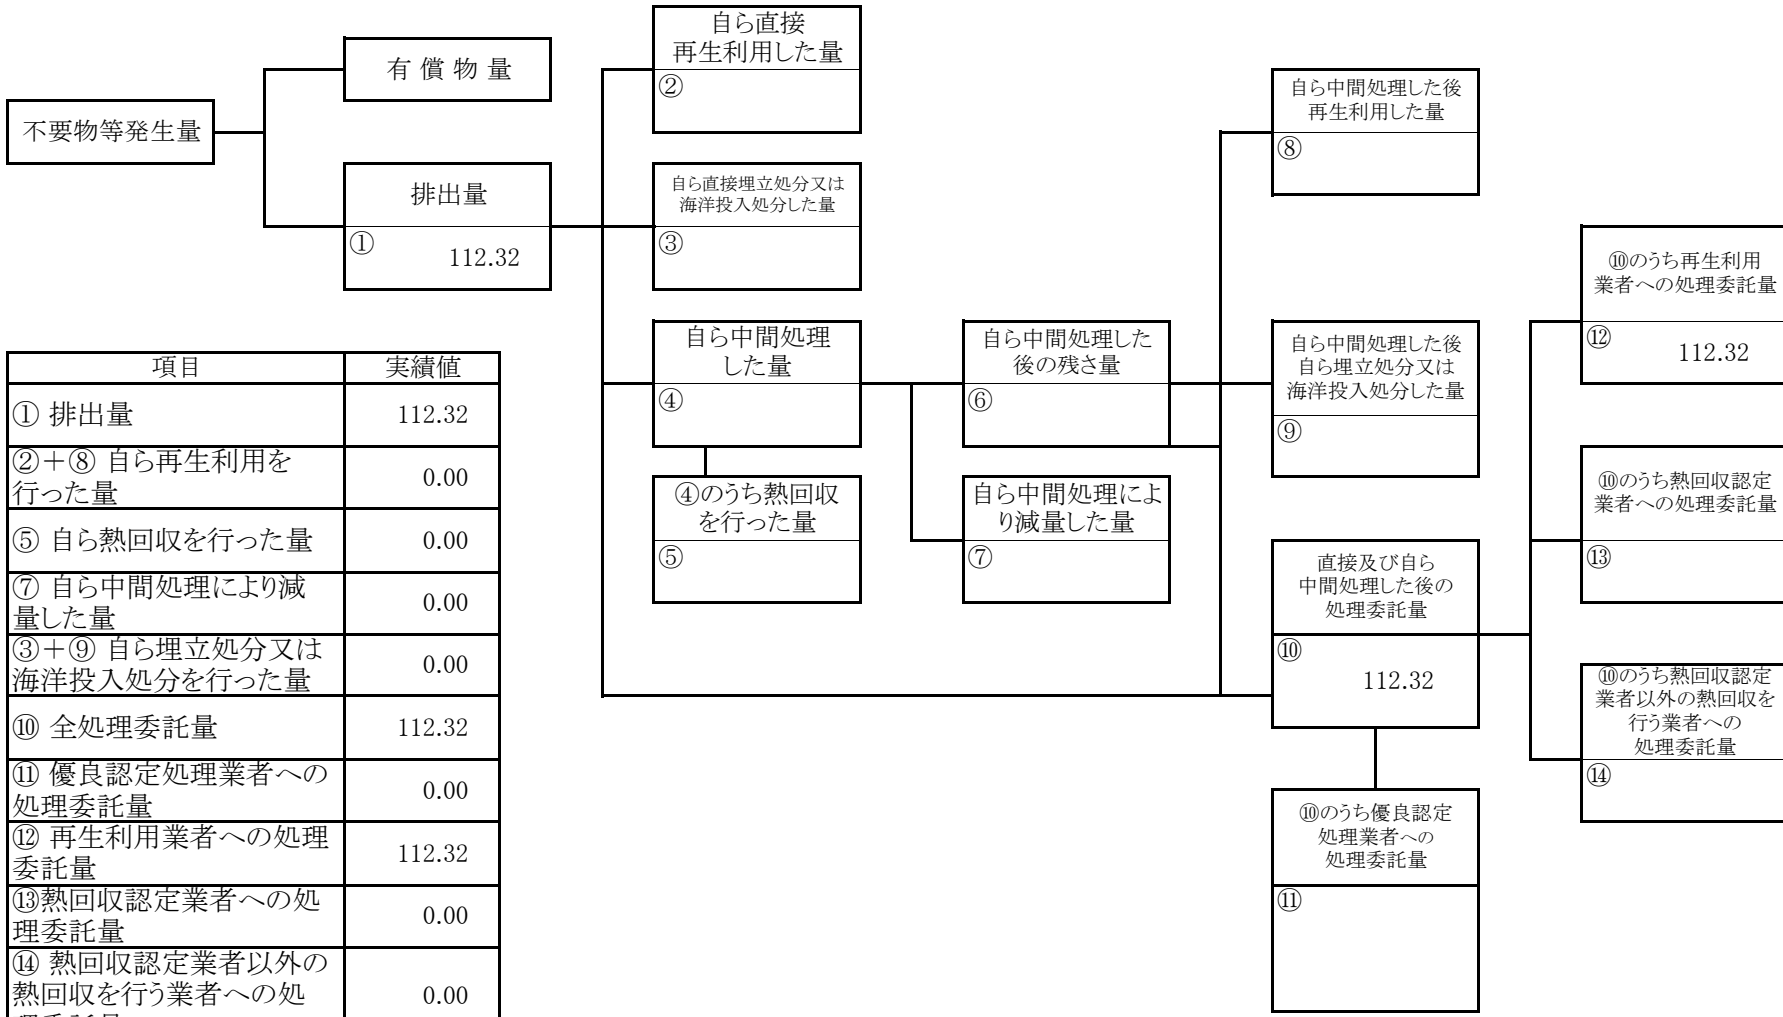 不要物等発生量
有 償 物 量
排出量
①
112.32
自ら直接
再生利用した量
②
自ら直接埋立処分又は
海洋投入処分した量
③
自ら中間処理
した量
④
④のうち熱回収
を行った量
⑤
自ら中間処理した
後の残さ量
⑥
自ら中間処理によ
り減量した量
⑦
自ら中間処理した後
再生利用した量
⑧
自ら中間処理した後
自ら埋立処分又は
海洋投入処分した量
⑨
直接及び自ら
中間処理した後の
処理委託量
⑩
112.32
⑩のうち優良認定
処理業者への
処理委託量
⑪
⑩のうち再生利用
業者への処理委託量
⑫
112.32
⑩のうち熱回収認定
業者への処理委託量
⑬
⑩のうち熱回収認定
業者以外の熱回収を
行う業者への
処理委託量
⑭
項目 実績値
① 排出量 112.32
②＋⑧ 自ら再生利用を
行った量 0.00
⑤ 自ら熱回収を行った量 0.00
⑦ 自ら中間処理により減
量した量 0.00
③＋⑨ 自ら埋立処分又は
海洋投入処分を行った量 0.00
⑩ 全処理委託量 112.32
⑪ 優良認定処理業者への
処理委託量 0.00
⑫ 再生利用業者への処理
委託量 112.32
⑬熱回収認定業者への処
理委託量 0.00
⑭ 熱回収認定業者以外の
熱回収を行う業者への処 0.00